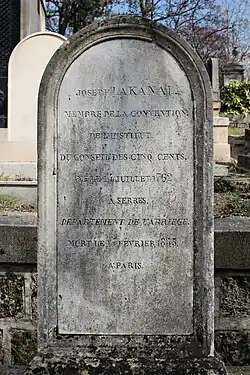 JOSEPH LAKANAL
MEMBRE DE LA CONVENTION,
DE L'INSTITUT
DU CONSEIL DES CINQ CENTS,
NÉ LE 14 JUILLET 1762
À SERRES,
DÉPARTEMENT DE L'ARRIEGE,
MORT LE 14 FÉVRIER 1845,
À PARIS.